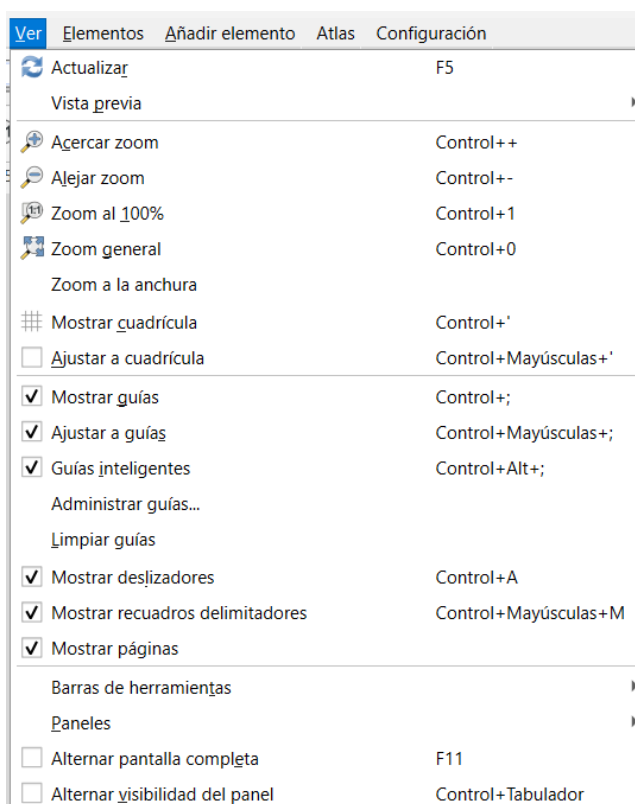 Ver Elementos Añadir elemento Atlas Configuración
Actualizar F5
Vista previa
Acercar zoom Control++
Alejar zoom Control+-
1:1 Zoom al 100% Control+1
Zoom general Control+0
Zoom a la anchura
Mostrar cuadrícula Control+'
Ajustar a cuadrícula Control+Mayúsculas+'
Mostrar guías Control+;
Ajustar a guías Control+Mayúsculas+;
Guías inteligentes Control+Alt+;
Administrar guías...
Limpiar guías
Mostrar deslizadores Control+A
Mostrar recuadros delimitadores Control+Mayúsculas+M
Mostrar páginas
Barras de herramientas
Paneles
Alternar pantalla completa F11
Alternar visibilidad del panel Control+Tabulador